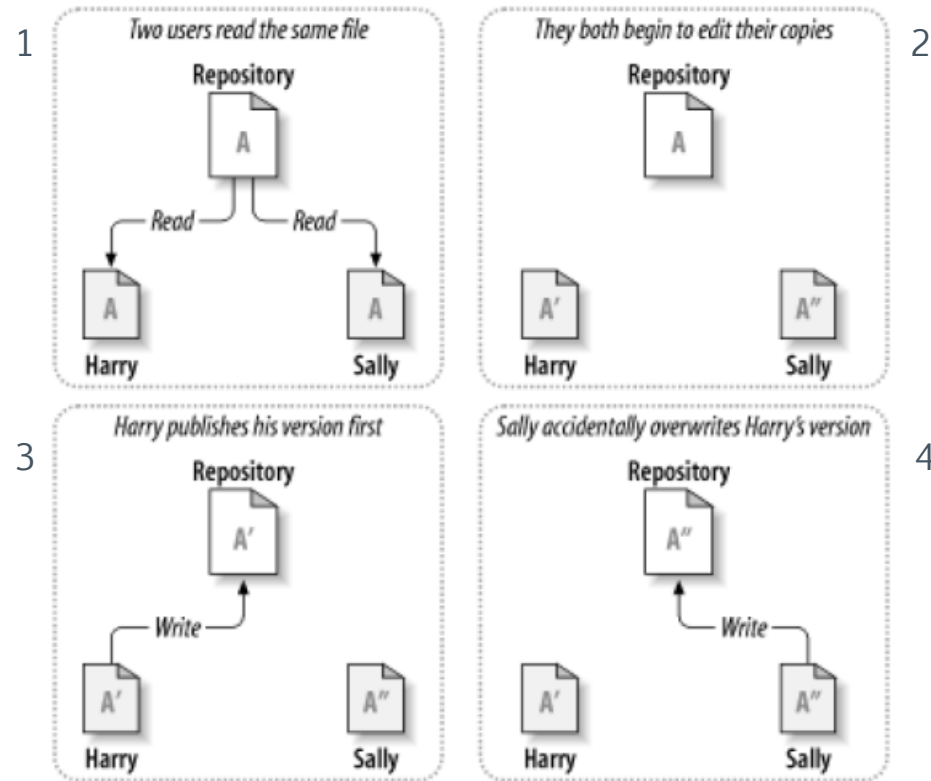 1
Two users read the same file
Repository
A
Read
Read
A
A
Harry
Sally
2
They both begin to edit their copies
Repository
A
A′
A″
Harry
Sally
3
Harry publishes his version first
Repository
A′
Write
A′
A″
Harry
Sally
4
Sally accidentally overwrites Harry's version
Repository
A″
Write
A′
A″
Harry
Sally